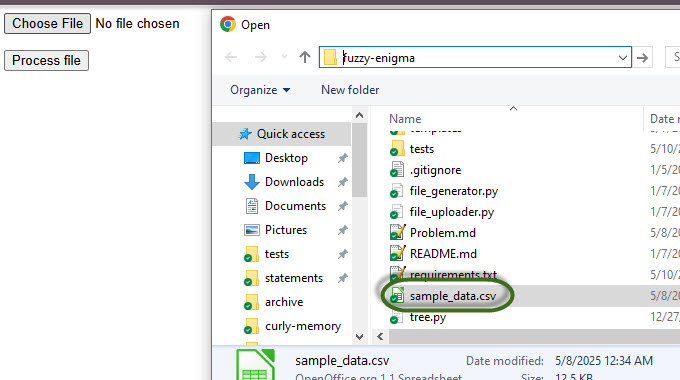 Choose File No file chosen
Process file
Open
fuzzy-enigma
S
Organize
New folder
Name
Date m
Quick access
Desktop
Downloads
Documents
Pictures
tests
statements
archive
curly-memory
tests 5/10/2
.gitignore 1/5/20
file_generator.py 1/7/20
file_uploader.py 1/7/20
Problem.md 5/8/20
README.md 1/7/20
requirements.txt 5/10/2
sample_data.csv 5/8/20
tree.py 12/27/
sample_data.csv Date modified: 5/8/2025 12:34 AM
OpenOffice.org 1.1 Spreadsheet Size: 12.5 KB